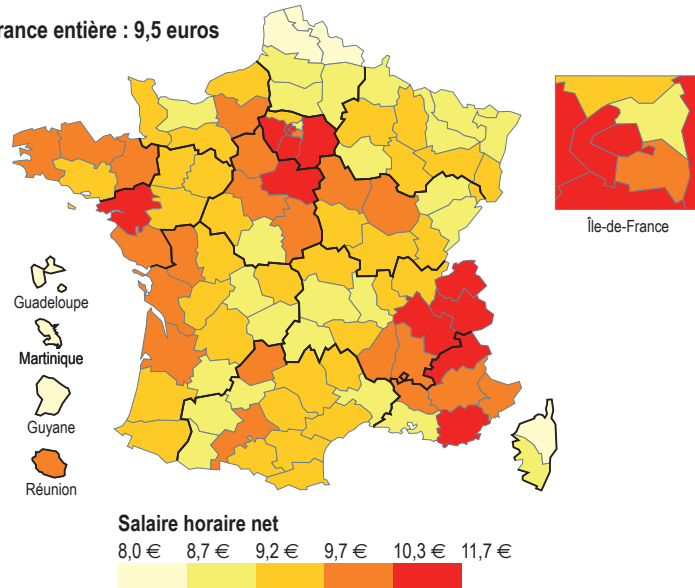 rance entière : 9,5 euros
Île-de-France
Guadeloupe
Martinique
Guyane
Réunion
Salaire horaire net
8,0 € 8,7 € 9,2 € 9,7 € 10,3 € 11,7 €